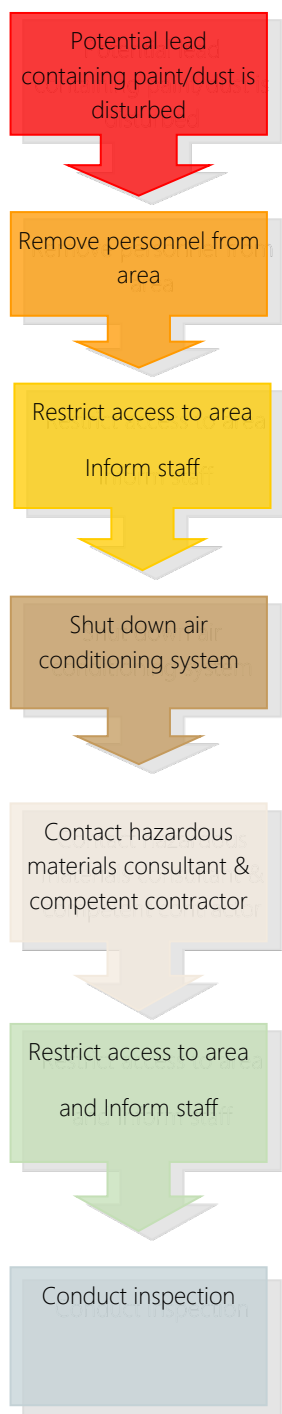 Potential lead
containing paint/dust is
disturbed
Remove personnel from
area
Restrict access to area
Inform staff
Shut down air
conditioning system
Contact hazardous
materials consultant &
competent contractor
Restrict access to area
and Inform staff
Conduct inspection